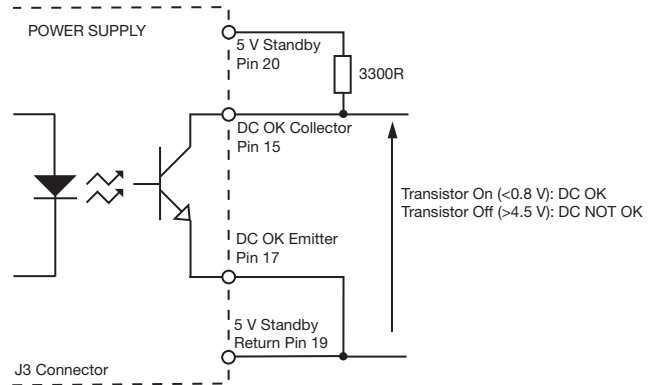 POWER SUPPLY
5 V Standby
Pin 20
3300R
DC OK Collector
Pin 15
Transistor On (<0.8 V): DC OK
Transistor Off (>4.5 V): DC NOT OK
DC OK Emitter
Pin 17
5 V Standby
Return Pin 19
J3 Connector